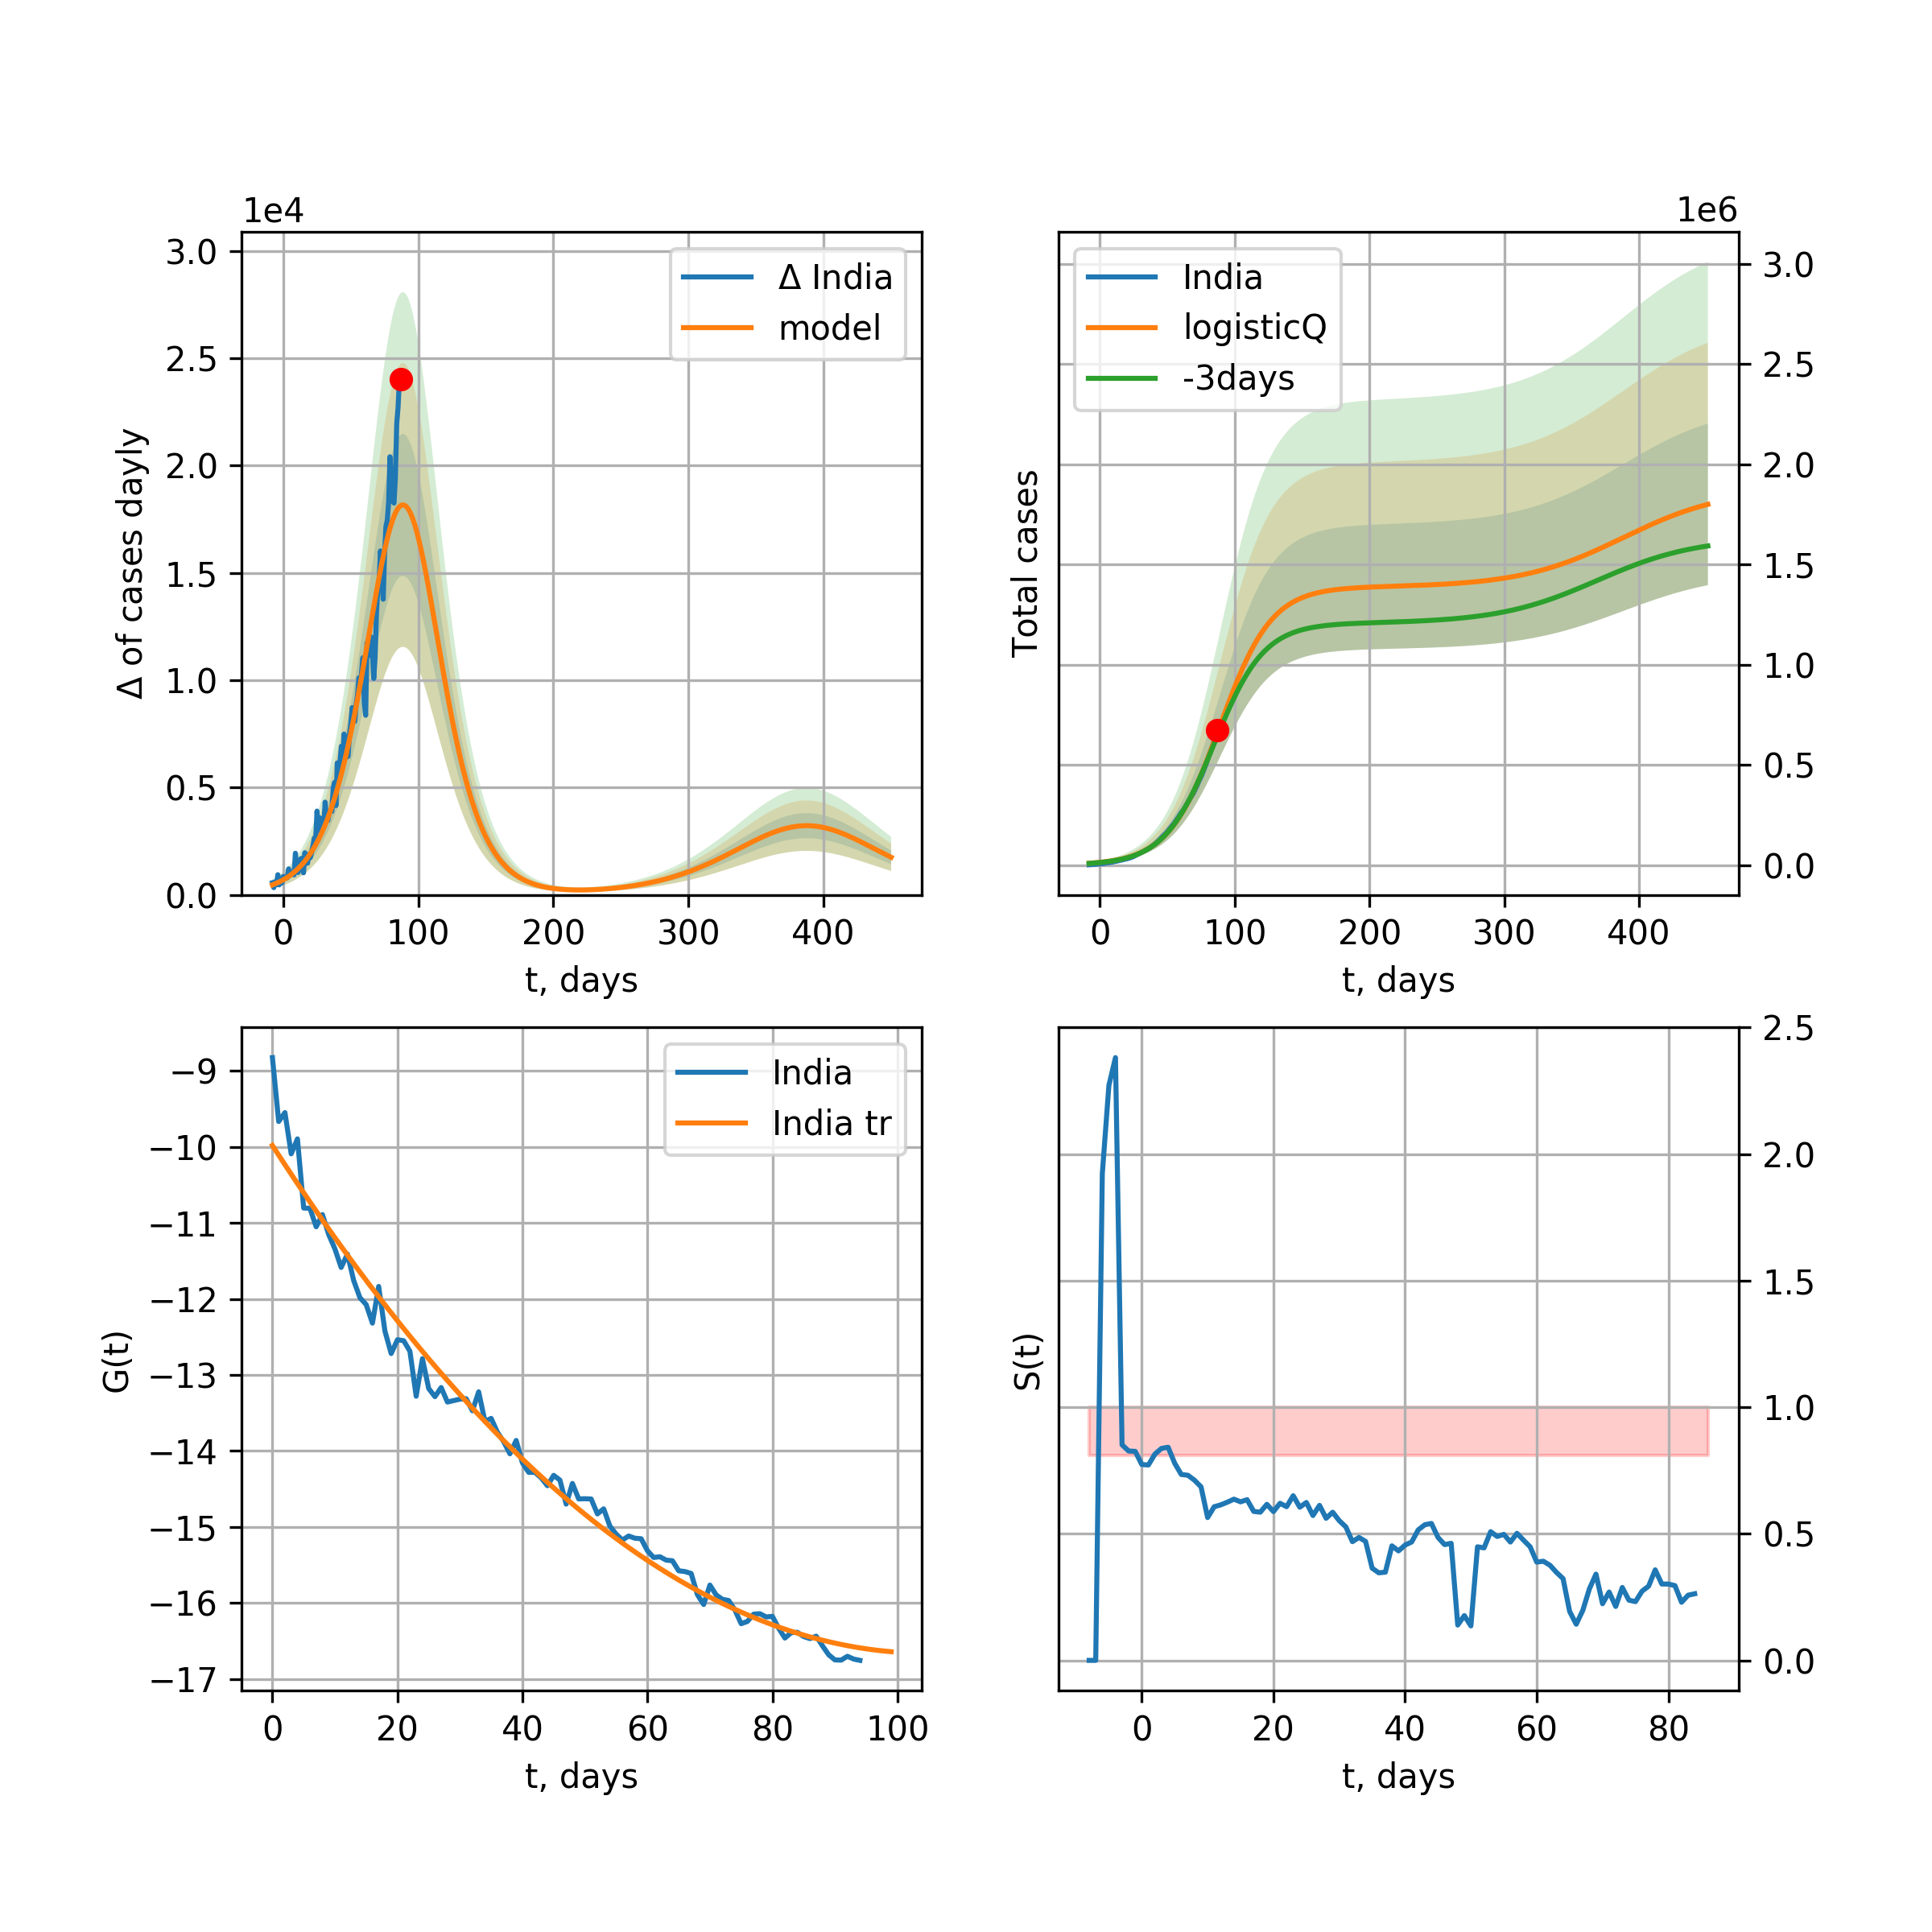 1e4
3.0
2.5
2.0
1.5
1.0
0.5
0.0
Δ of cases dayly
Δ India
model
0 100 200 300 400
t, days
1e6
India
logisticQ
-3days
Total cases
3.0
2.5
2.0
1.5
1.0
0.5
0.0
0 100 200 300 400
t, days
−9
−10
−11
−12
−13
−14
−15
−16
−17
G(t)
India
India tr
0 20 40 60 80 100
t, days
S(t)
2.5
2.0
1.5
1.0
0.5
0.0
0 20 40 60 80
t, days